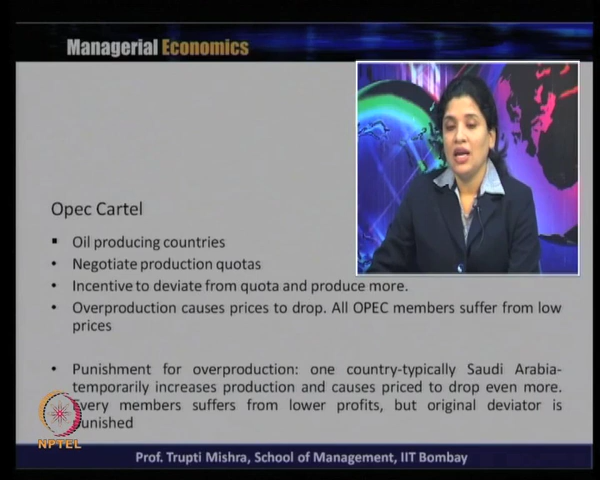 Managerial Economics
Opec Cartel
▪ Oil producing countries
• Negotiate production quotas
• Incentive to deviate from quota and produce more.
• Overproduction causes prices to drop. All OPEC members suffer from low
prices
• Punishment for overproduction: one country-typically Saudi Arabia-
temporarily increases production and causes priced to drop even more.
Every members suffers from lower profits, but original deviator is
punished
NPTEL
Prof. Trupti Mishra, School of Management, IIT Bombay